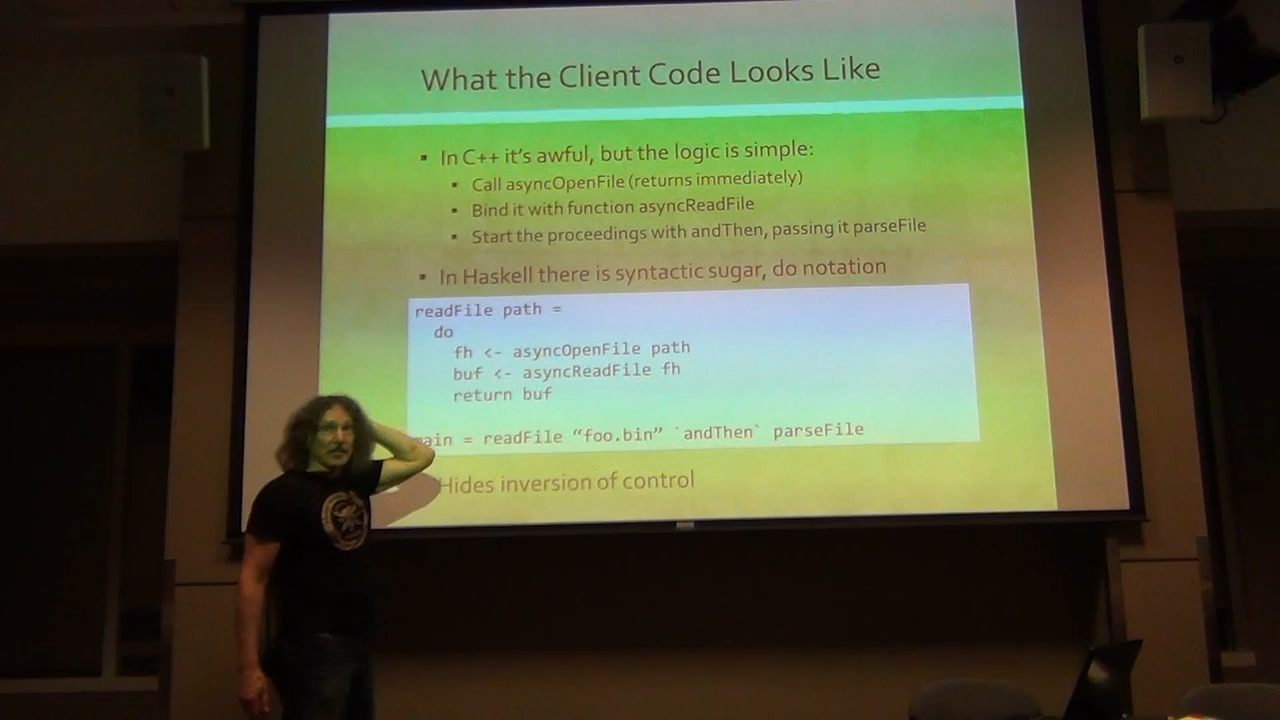 What the Client Code Looks Like
▪ In C++ it's awful, but the logic is simple:
▪ Call asyncOpenFile (returns immediately)
▪ Bind it with function asyncReadFile
▪ Start the proceedings with andThen, passing it parseFile
▪ In Haskell there is syntactic sugar, do notation
readFile path =
do
fh <- asyncOpenFile path
buf <- asyncReadFile fh
return buf
main = readFile “foo.bin” `andThen` parseFile
Hides inversion of control